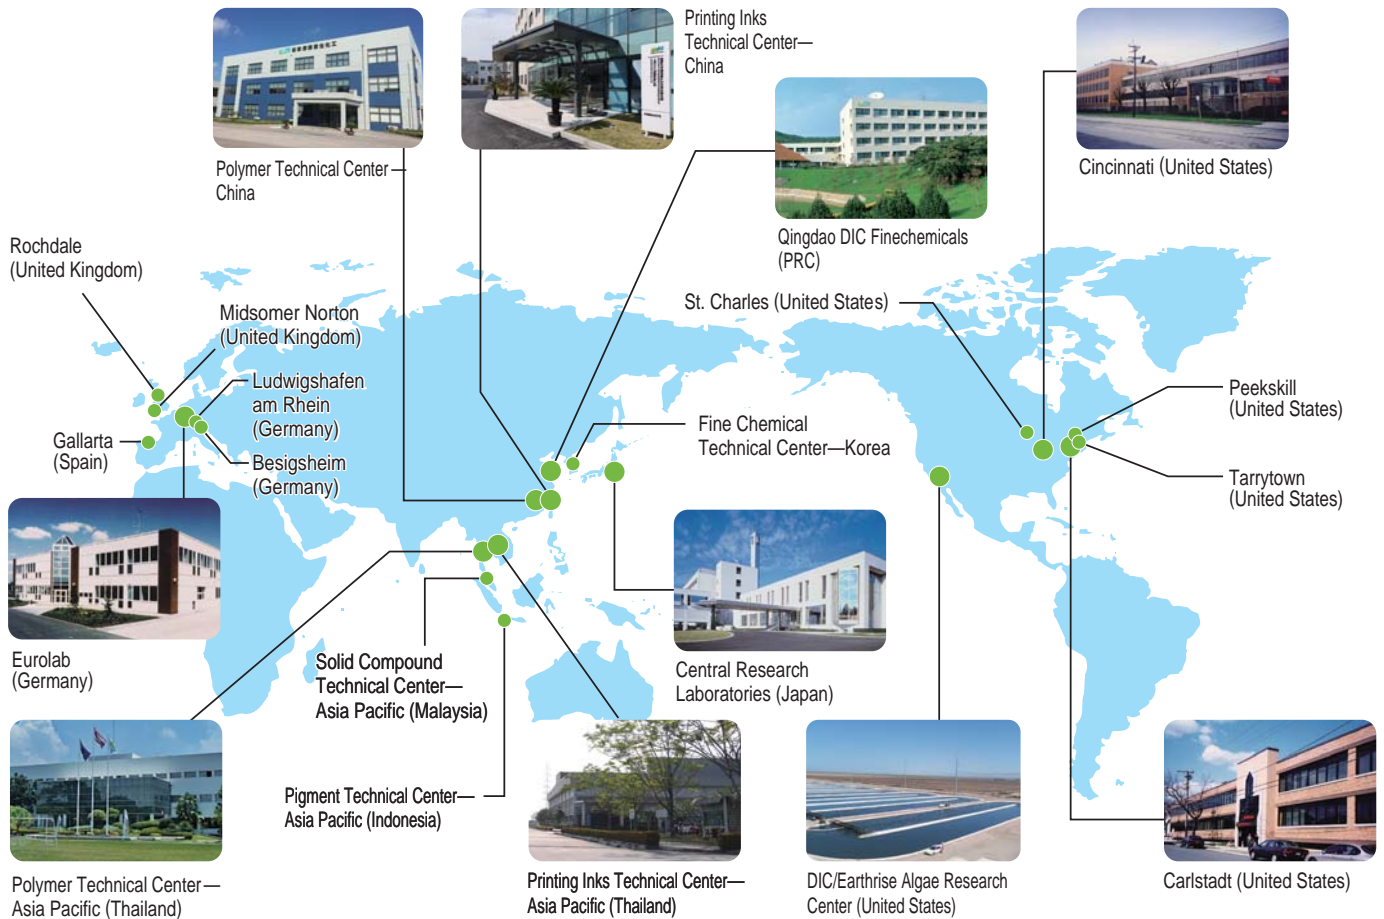 Printing Inks
Technical Center—
China
Polymer Technical Center—
China
Cincinnati (United States)
Qingdao DIC Finechemicals
(PRC)
Rochdale
(United Kingdom)
Midsomer Norton
(United Kingdom)
St. Charles (United States)
Ludwigshafen
am Rhein
(Germany)
Peekskill
(United States)
Gallarta
(Spain)
Besigsheim
(Germany)
Fine Chemical
Technical Center—Korea
Tarrytown
(United States)
Eurolab
(Germany)
Solid Compound
Technical Center—
Asia Pacific (Malaysia)
Central Research
Laboratories (Japan)
Pigment Technical Center—
Asia Pacific (Indonesia)
Polymer Technical Center—
Asia Pacific (Thailand)
Printing Inks Technical Center—
Asia Pacific (Thailand)
DIC/Earthrise Algae Research
Center (United States)
Carlstadt (United States)